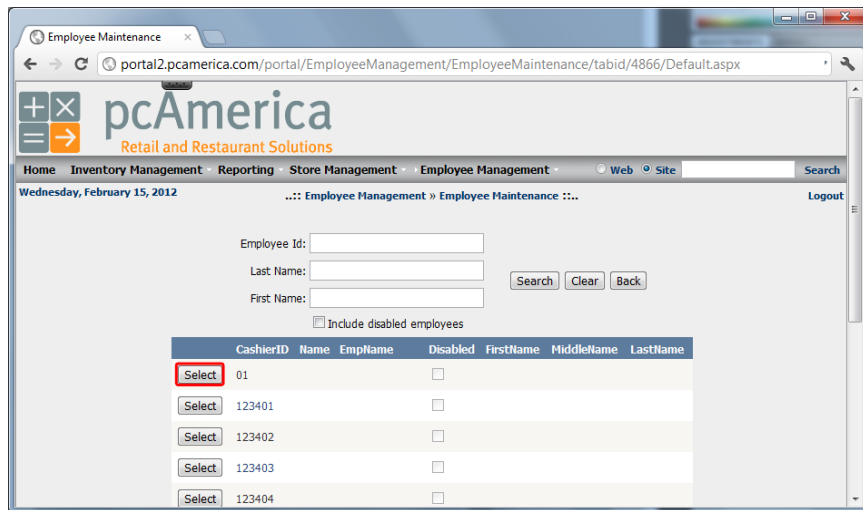 Employee Maintenance
portal2.pcamerica.com/portal/EmployeeManagement/EmployeeMaintenance/tabid/4866/Default.aspx
pcAmerica
Retail and Restaurant Solutions
Home Inventory Management Reporting Store Management Employee Management Web Site Search
Wednesday, February 15, 2012 ..:: Employee Management » Employee Maintenance ::.. Logout
Employee Id:
Last Name:
Search Clear Back
First Name:
Include disabled employees
CashierID Name EmpName Disabled FirstName MiddleName LastName
Select 01
Select 123401
Select 123402
Select 123403
Select 123404